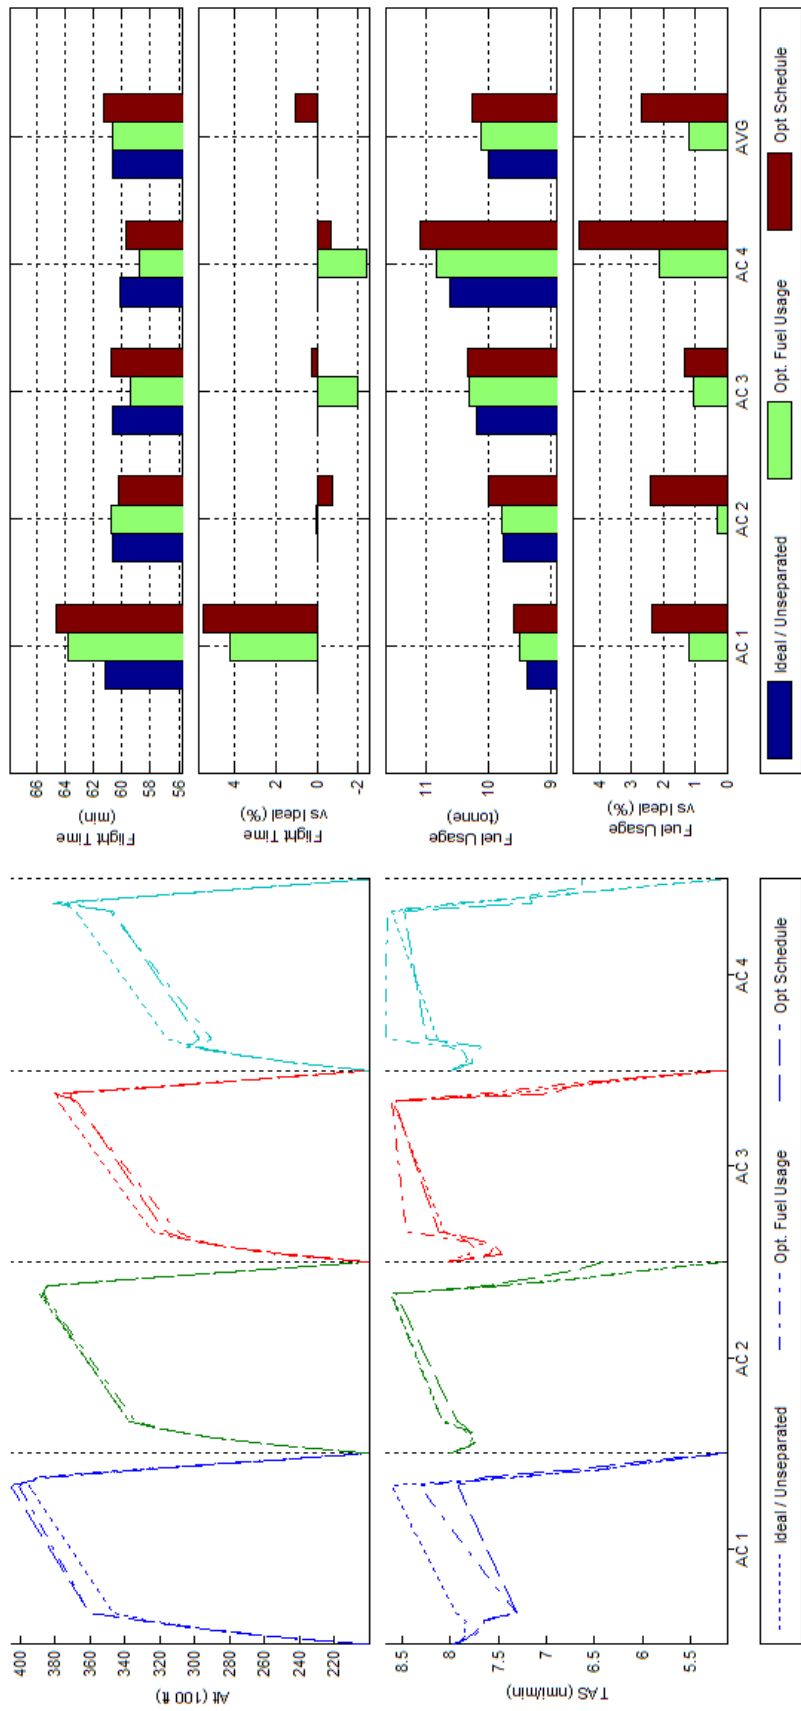 400
380
360
340
320
300
280
260
240
220
Alt (100 ft)
8.5
8
7.5
7
6.5
6
5.5
TAS (nmi/min)
AC 1
AC 2
AC 3
AC 4
Ideal / Unseparated
Opt. Fuel Usage
Opt Schedule
66
64
62
60
58
56
Flight Time
(min)
4
2
0
-2
Flight Time
vs Ideal (%)
11
10
9
Fuel Usage
(tonne)
4
3
2
1
0
Fuel Usage
vs Ideal (%)
AC 1
AC 2
AC 3
AC 4
AVG
Ideal / Unseparated
Opt. Fuel Usage
Opt Schedule